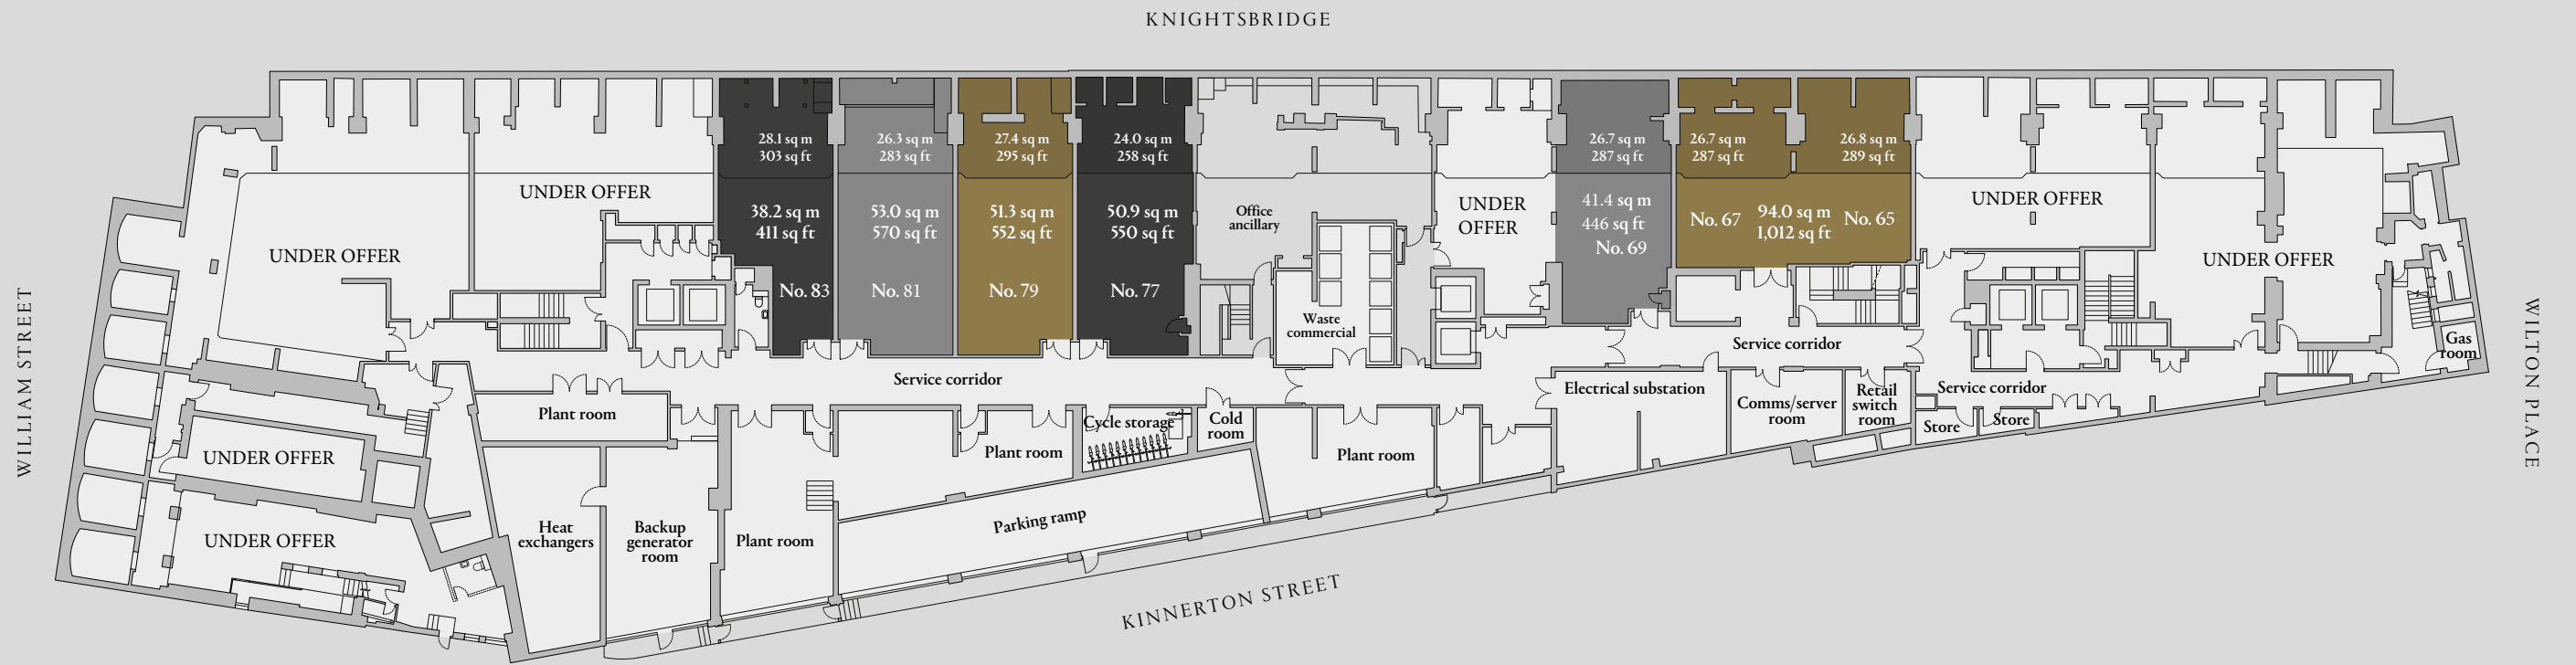 KNIGHTSBRIDGE
WILLIAM STREET
UNDER OFFER
UNDER OFFER
28.1 sq m
303 sq ft
38.2 sq m
411 sq ft
No. 83
26.3 sq m
283 sq ft
53.0 sq m
570 sq ft
No. 81
27.4 sq m
295 sq ft
51.3 sq m
552 sq ft
No. 79
24.0 sq m
258 sq ft
50.9 sq m
550 sq ft
No. 77
Office
ancillary
Waste
commercial
UNDER
OFFER
26.7 sq m
287 sq ft
41.4 sq m
446 sq ft
No. 69
26.7 sq m
287 sq ft
No. 67
26.8 sq m
289 sq ft
94.0 sq m
1,012 sq ft
No. 65
UNDER OFFER
UNDER OFFER
Gas
room
WILTON PLACE
Service corridor
Service corridor
Service corridor
Plant room
UNDER OFFER
UNDER OFFER
Heat
exchangers
Backup
generator
room
Plant room
Plant room
Cycle storage
Cold
room
Parking ramp
Plant room
Electrical substation
Comms/server
room
Retail
switch
room
Store
Store
KINNERTON STREET